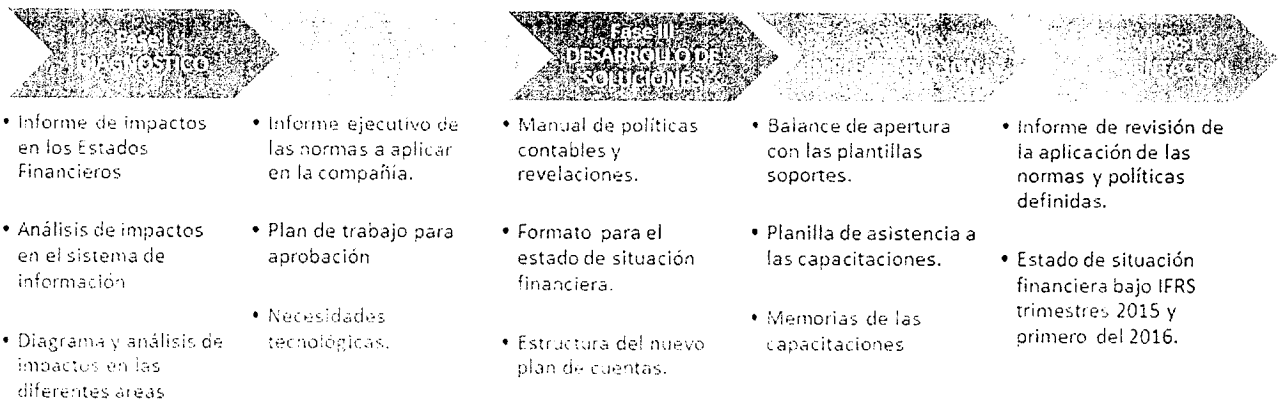 Fase I
DIAGNÓSTICO
Fase III
DESARROLLO DE
SOLUCIONES
POST
• Informe de impactos
en los Estados
Financieros
• Análisis de impactos
en el sistema de
información
• Diagrama y análisis de
impactos en las
diferentes áreas
• Informe ejecutivo de
las normas a aplicar
en la compañía.
• Plan de trabajo para
aprobación
• Necesidades
tecnológicas.
• Manual de políticas
contables y
revelaciones.
• Formato para el
estado de situación
financiera.
• Estructura del nuevo
plan de cuentas.
• Balance de apertura
con las plantillas
soportes.
• Planilla de asistencia a
las capacitaciones.
• Memorias de las
capacitaciones
• Informe de revisión de
la aplicación de las
normas y políticas
definidas.
• Estado de situación
financiera bajo IFRS
trimestres 2015 y
primero del 2016.